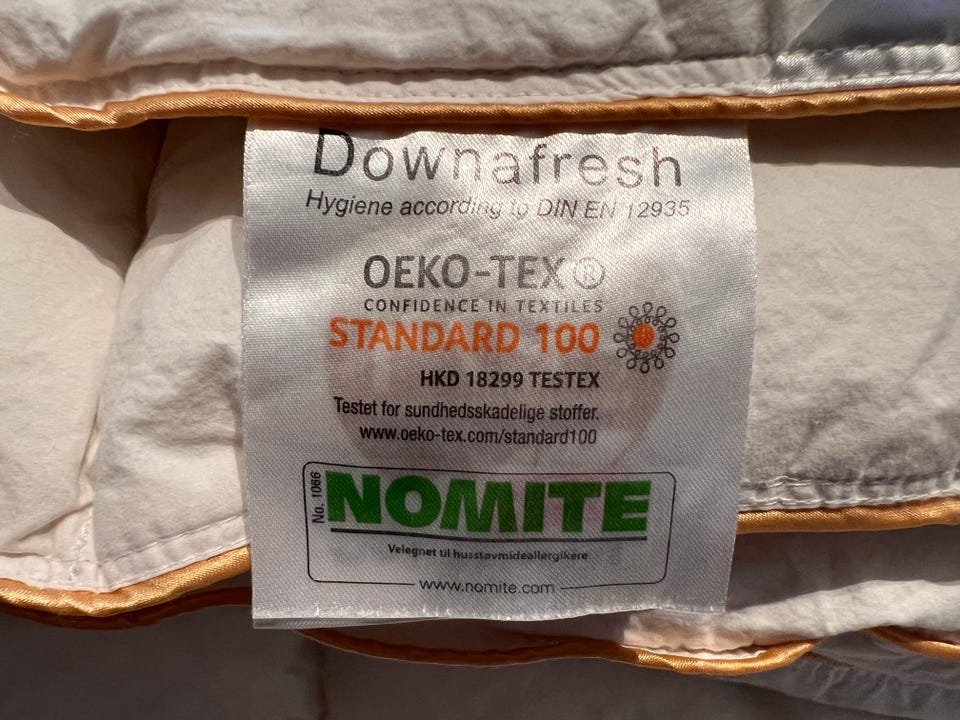 Downafresh
Hygiene according to DIN EN 12935
OEKO-TEX®
CONFIDENCE IN TEXTILES
STANDARD 100
HKD 18299 TESTEX
Testet for sundhedsskadelige stoffer.
www.oeko-tex.com/standard100
No. 1066
NOMITE
Velegnet til husstøvmideallergikere
www.nomite.com